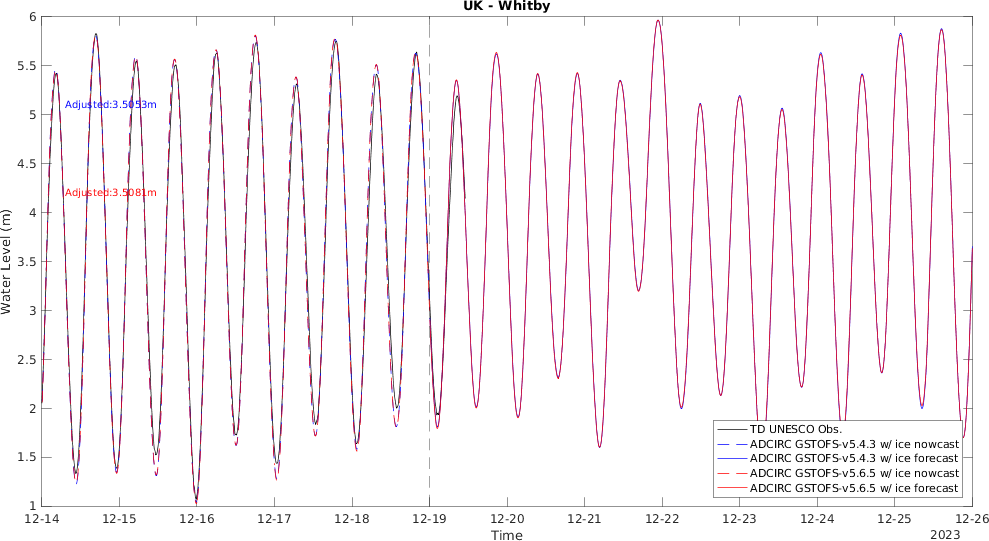 UK - Whitby
6
5.5
5
4.5
4
3.5
3
2.5
2
1.5
1
Water Level (m)
Adjusted:3.5053m
Adjusted:3.5081m
TD UNESCO Obs.
ADCIRC GSTOFS-v5.4.3 w/ ice nowcast
ADCIRC GSTOFS-v5.4.3 w/ ice forecast
ADCIRC GSTOFS-v5.6.5 w/ ice nowcast
ADCIRC GSTOFS-v5.6.5 w/ ice forecast
12-14 12-15 12-16 12-17 12-18 12-19 12-20 12-21 12-22 12-23 12-24 12-25 12-26
Time
2023